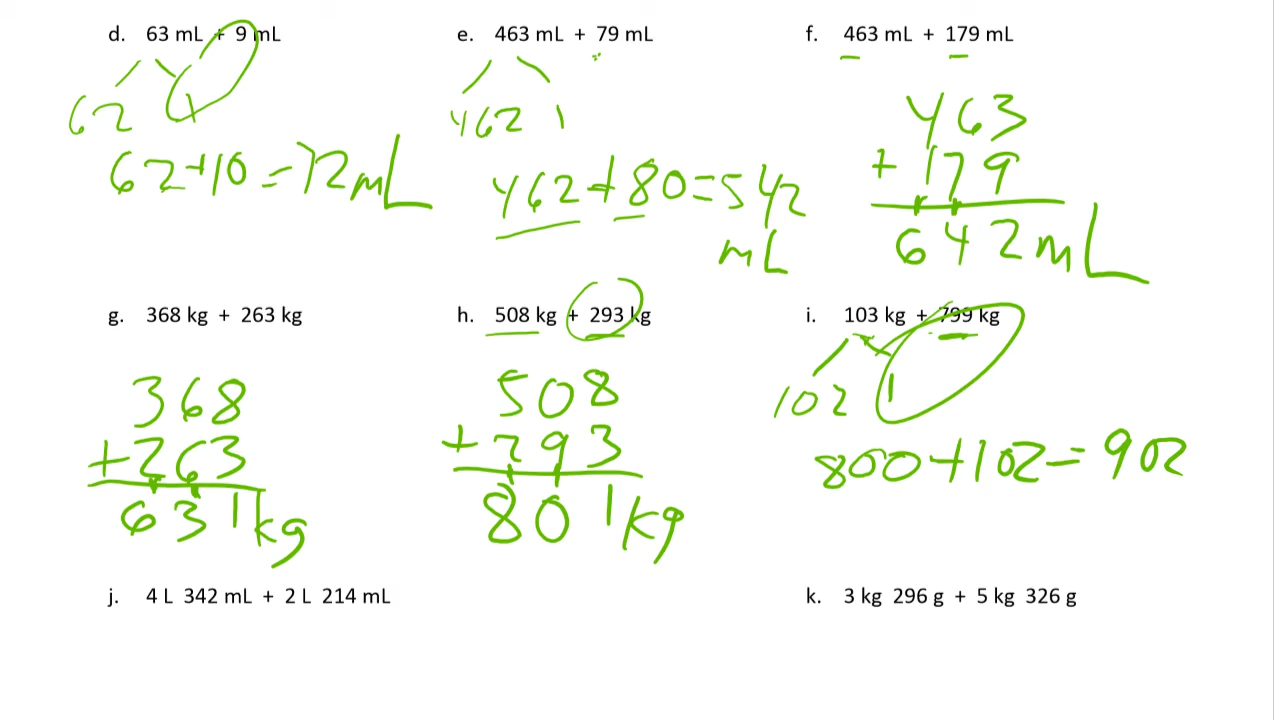 d. 63 mL + 9 mL
62 1
62+10=72mL
e. 463 mL + 79 mL
462 1
462+80=542
mL
f. 463 mL + 179 mL
463
+179
642mL
g. 368 kg + 263 kg
368
+263
631kg
h. 508 kg + 293 kg
508
+293
801kg
i. 103 kg + 799 kg
102 1
800+102=902
j. 4 L 342 mL + 2 L 214 mL
k. 3 kg 296 g + 5 kg 326 g